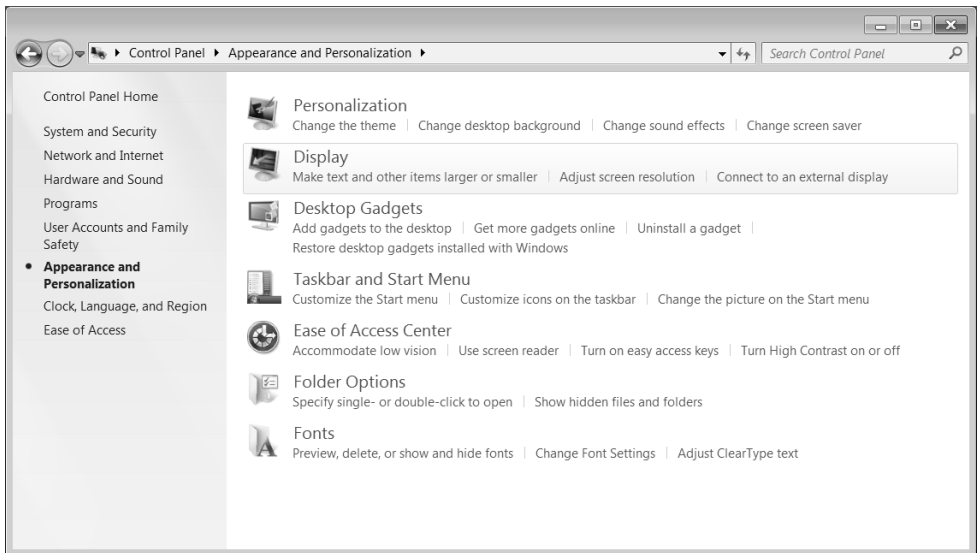 Control Panel ▸ Appearance and Personalization ▸
Search Control Panel
Control Panel Home
System and Security
Network and Internet
Hardware and Sound
Programs
User Accounts and Family
Safety
Appearance and
Personalization
Clock, Language, and Region
Ease of Access
Personalization
Change the theme | Change desktop background | Change sound effects | Change screen saver
Display
Make text and other items larger or smaller | Adjust screen resolution | Connect to an external display
Desktop Gadgets
Add gadgets to the desktop | Get more gadgets online | Uninstall a gadget |
Restore desktop gadgets installed with Windows
Taskbar and Start Menu
Customize the Start menu | Customize icons on the taskbar | Change the picture on the Start menu
Ease of Access Center
Accommodate low vision | Use screen reader | Turn on easy access keys | Turn High Contrast on or off
Folder Options
Specify single- or double-click to open | Show hidden files and folders
Fonts
Preview, delete, or show and hide fonts | Change Font Settings | Adjust ClearType text